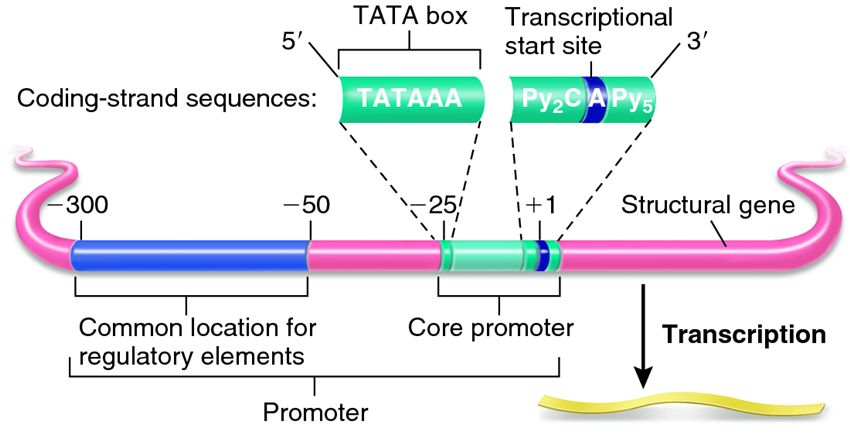 TATA box
Transcriptional
start site
5′
3′
Coding-strand sequences:
TATAAA
Py2C A Py5
−300
−50
−25
+1
Structural gene
Common location for
regulatory elements
Core promoter
Transcription
Promoter